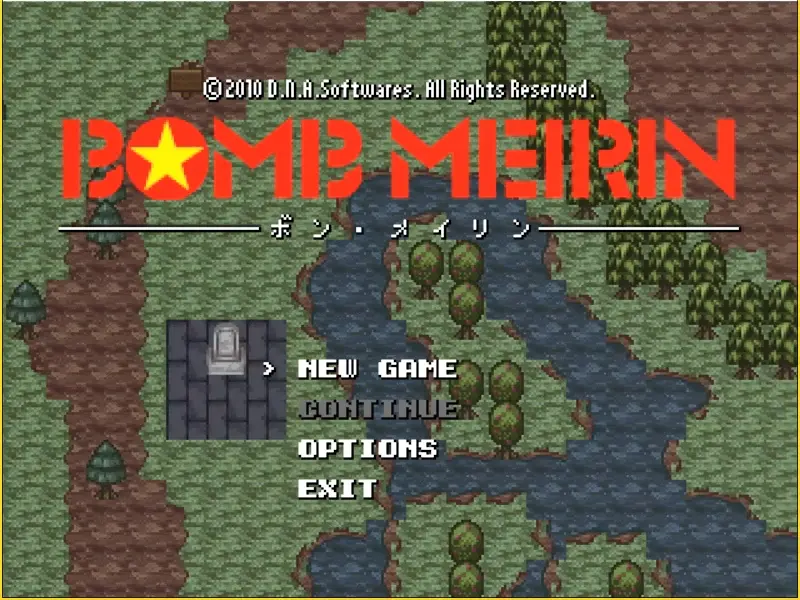 ©2010 D.N.A.Softwares. All Rights Reserved.
BOMB MEIRIN
ボン・メイリン
> NEW GAME
CONTINUE
OPTIONS
EXIT